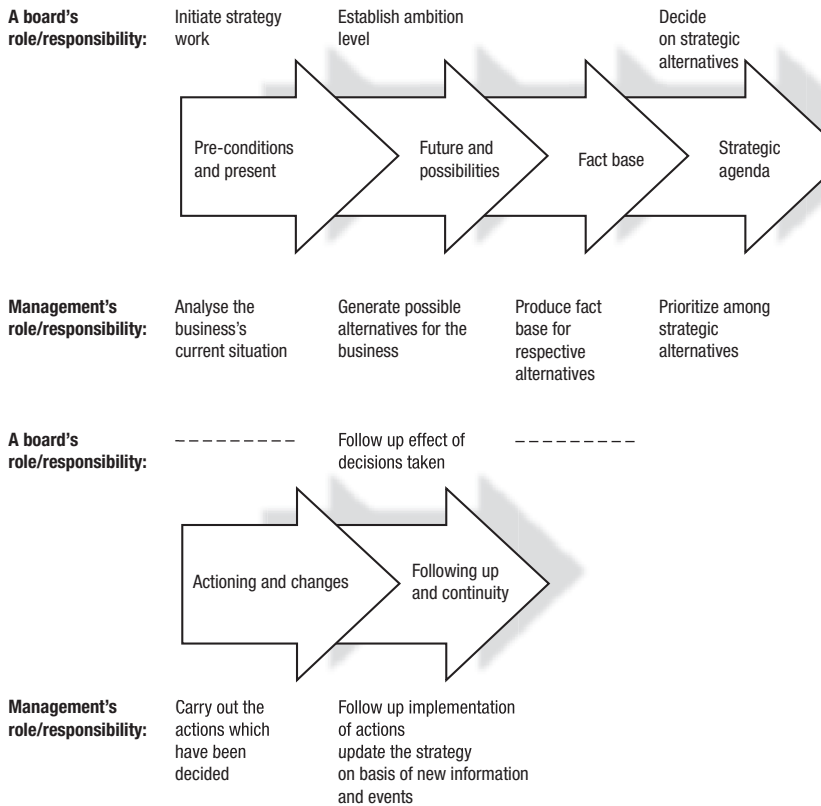 A board's
role/responsibility:
Initiate strategy
work
Establish ambition
level
Decide
on strategic
alternatives
Pre-conditions
and present
Future and
possibilities
Fact base
Strategic
agenda
Management's
role/responsibility:
Analyse the
business's
current situation
Generate possible
alternatives for the
business
Produce fact
base for
respective
alternatives
Prioritize among
strategic
alternatives
A board's
role/responsibility:
Follow up effect of
decisions taken
Actioning and changes
Following up
and continuity
Management's
role/responsibility:
Carry out the
actions which
have been
decided
Follow up implementation
of actions
update the strategy
on basis of new information
and events